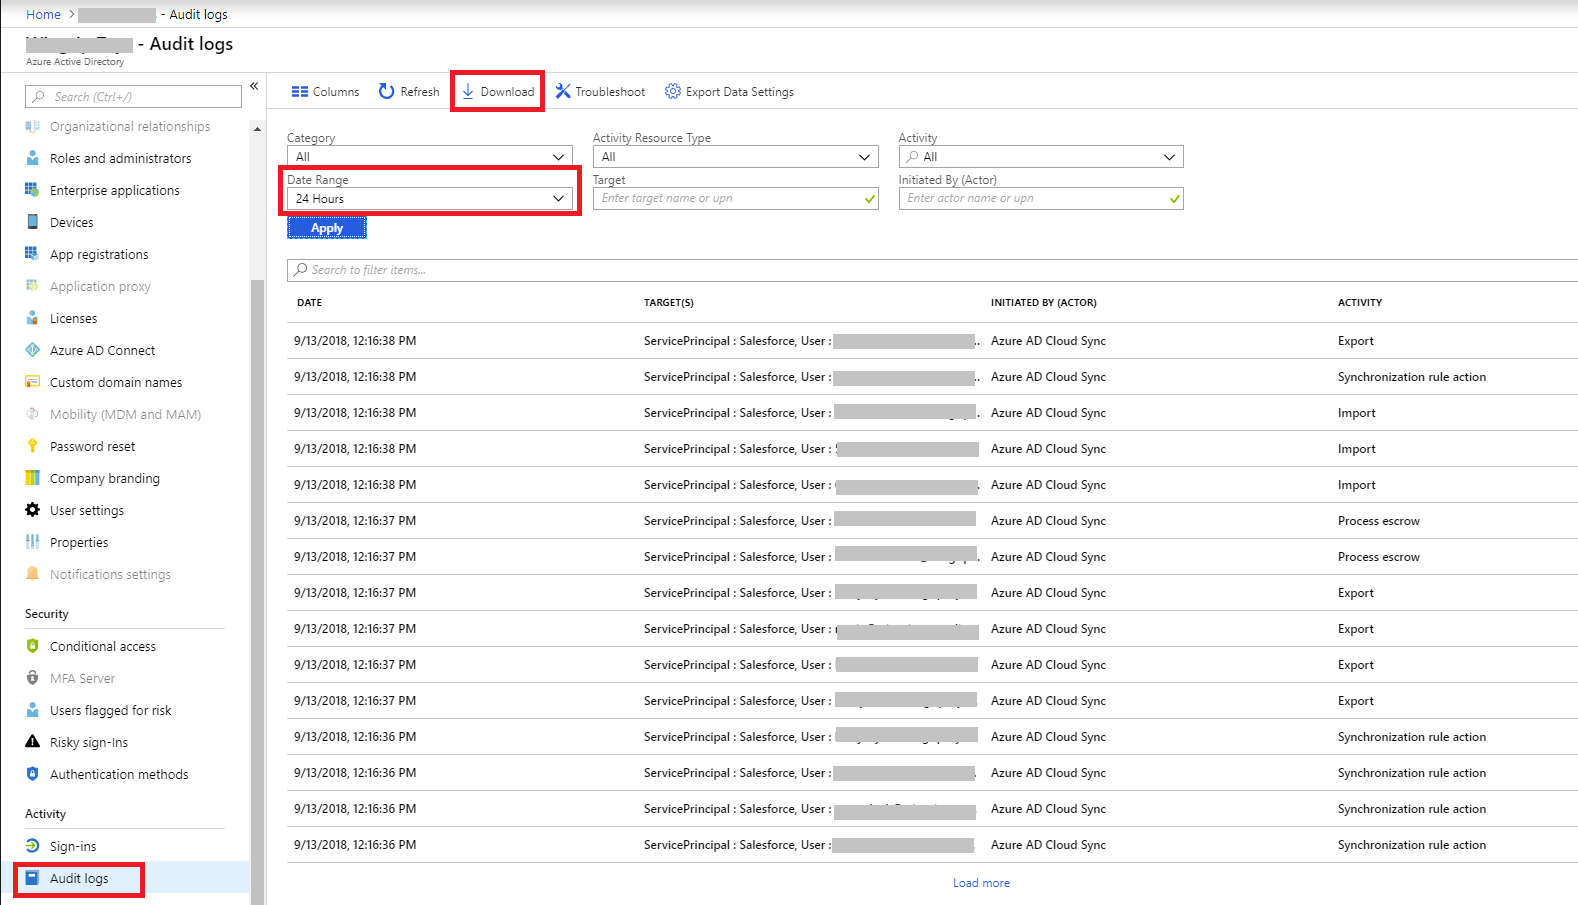 Home > - Audit logs
- Audit logs
Azure Active Directory
Search (Ctrl+/)
«
Organizational relationships
Roles and administrators
Enterprise applications
Devices
App registrations
Application proxy
Licenses
Azure AD Connect
Custom domain names
Mobility (MDM and MAM)
Password reset
Company branding
User settings
Properties
Notifications settings
Security
Conditional access
MFA Server
Users flagged for risk
Risky sign-Ins
Authentication methods
Activity
Sign-ins
Audit logs
Columns Refresh Download Troubleshoot Export Data Settings
Category Activity Resource Type Activity
All All All
Date Range Target Initiated By (Actor)
24 Hours Enter target name or upn Enter actor name or upn
Apply
Search to filter items...
DATE TARGET(S) INITIATED BY (ACTOR) ACTIVITY
9/13/2018, 12:16:38 PM ServicePrincipal : Salesforce, User : .. Azure AD Cloud Sync Export
9/13/2018, 12:16:38 PM ServicePrincipal : Salesforce, User : .. Azure AD Cloud Sync Synchronization rule action
9/13/2018, 12:16:38 PM ServicePrincipal : Salesforce, User : . Azure AD Cloud Sync Import
9/13/2018, 12:16:38 PM ServicePrincipal : Salesforce, User : Azure AD Cloud Sync Import
9/13/2018, 12:16:38 PM ServicePrincipal : Salesforce, User : . Azure AD Cloud Sync Import
9/13/2018, 12:16:37 PM ServicePrincipal : Salesforce, User : Azure AD Cloud Sync Process escrow
9/13/2018, 12:16:37 PM ServicePrincipal : Salesforce, User : . Azure AD Cloud Sync Process escrow
9/13/2018, 12:16:37 PM ServicePrincipal : Salesforce, User : Azure AD Cloud Sync Export
9/13/2018, 12:16:37 PM ServicePrincipal : Salesforce, User : Azure AD Cloud Sync Export
9/13/2018, 12:16:37 PM ServicePrincipal : Salesforce, User : Azure AD Cloud Sync Export
9/13/2018, 12:16:37 PM ServicePrincipal : Salesforce, User : Azure AD Cloud Sync Export
9/13/2018, 12:16:36 PM ServicePrincipal : Salesforce, User : Azure AD Cloud Sync Synchronization rule action
9/13/2018, 12:16:36 PM ServicePrincipal : Salesforce, User : . Azure AD Cloud Sync Synchronization rule action
9/13/2018, 12:16:36 PM ServicePrincipal : Salesforce, User : Azure AD Cloud Sync Synchronization rule action
9/13/2018, 12:16:36 PM ServicePrincipal : Salesforce, User : Azure AD Cloud Sync Synchronization rule action
Load more